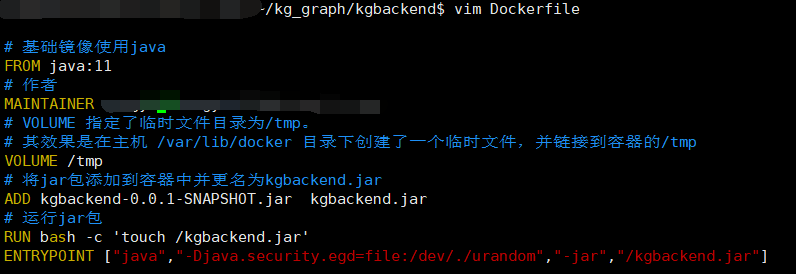 ~/kg_graph/kgbackend$ vim Dockerfile
# 基础镜像使用java
FROM java:11
# 作者
MAINTAINER
# VOLUME 指定了临时文件目录为/tmp。
# 其效果是在主机 /var/lib/docker 目录下创建了一个临时文件，并链接到容器的/tmp
VOLUME /tmp
# 将jar包添加到容器中并更名为kgbackend.jar
ADD kgbackend-0.0.1-SNAPSHOT.jar  kgbackend.jar
# 运行jar包
RUN bash -c 'touch /kgbackend.jar'
ENTRYPOINT ["java","-Djava.security.egd=file:/dev/./urandom","-jar","/kgbackend.jar"]